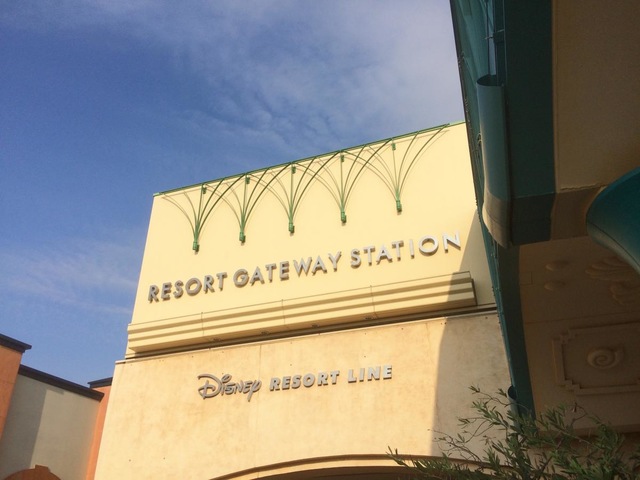 RESORT GATEWAY STATION
Disney RESORT LINE